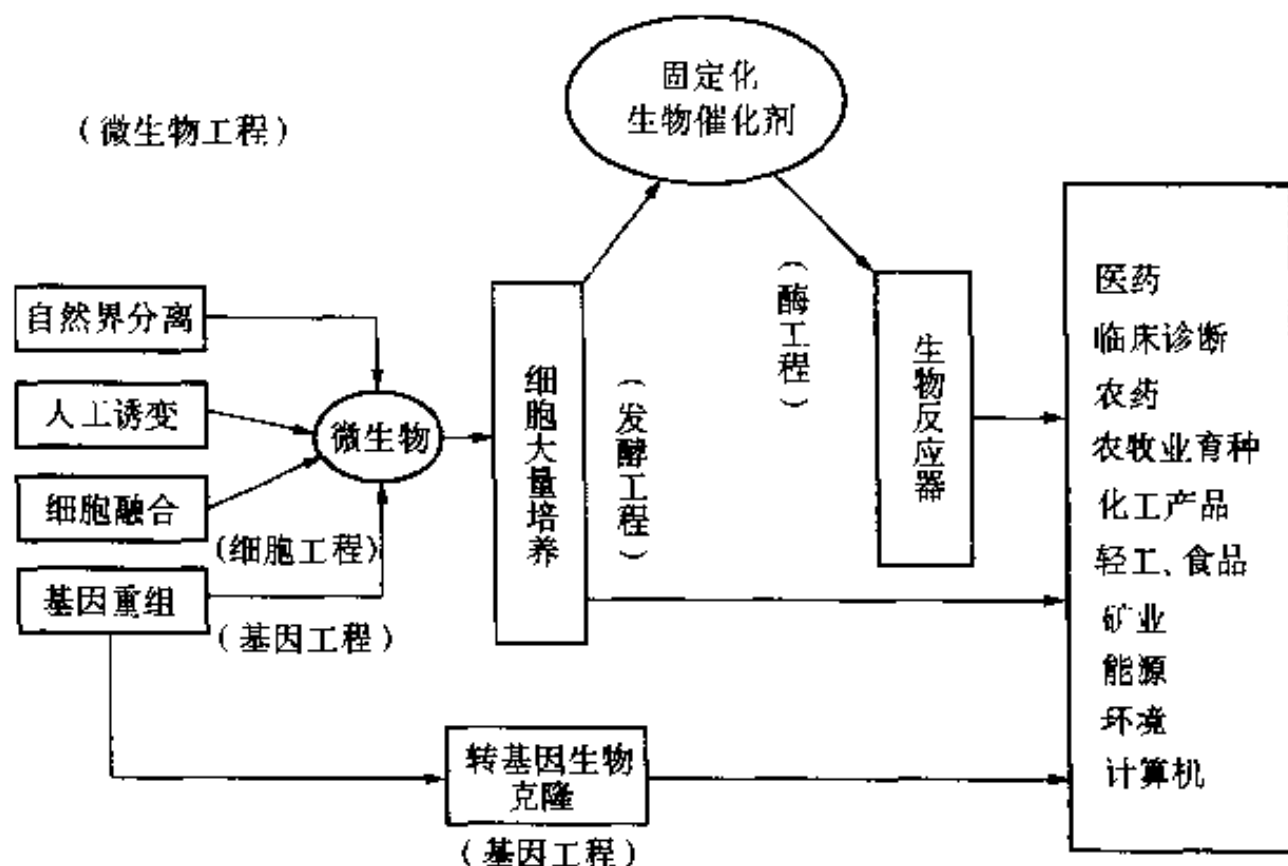 (微生物工程)
固定化
生物催化剂
自然界分离
人工诱变
细胞融合
(细胞工程)
基因重组
(基因工程)
微生物
细胞大量培养
(发酵工程)
(酶工程)
生物反应器
转基因生物
克隆
(基因工程)
医药
临床诊断
农药
农牧业育种
化工产品
轻工、食品
矿业
能源
环境
计算机